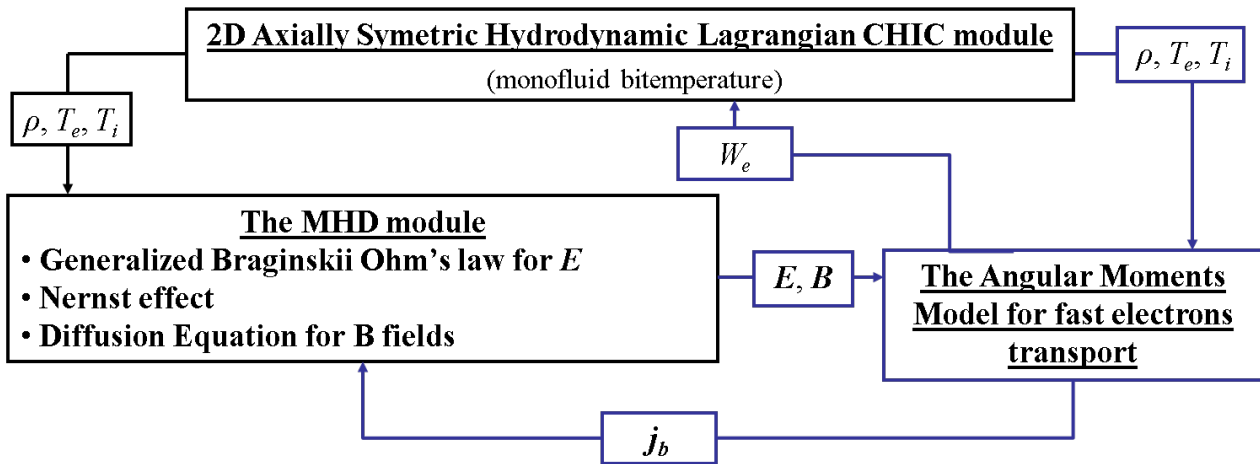 2D Axially Symetric Hydrodynamic Lagrangian CHIC module
(monofluid bitemperature)
ρ, Te, Ti
ρ, Te, Ti
We
The MHD module
• Generalized Braginskii Ohm's law for E
• Nernst effect
• Diffusion Equation for B fields
E, B
The Angular Moments
Model for fast electrons
transport
jb